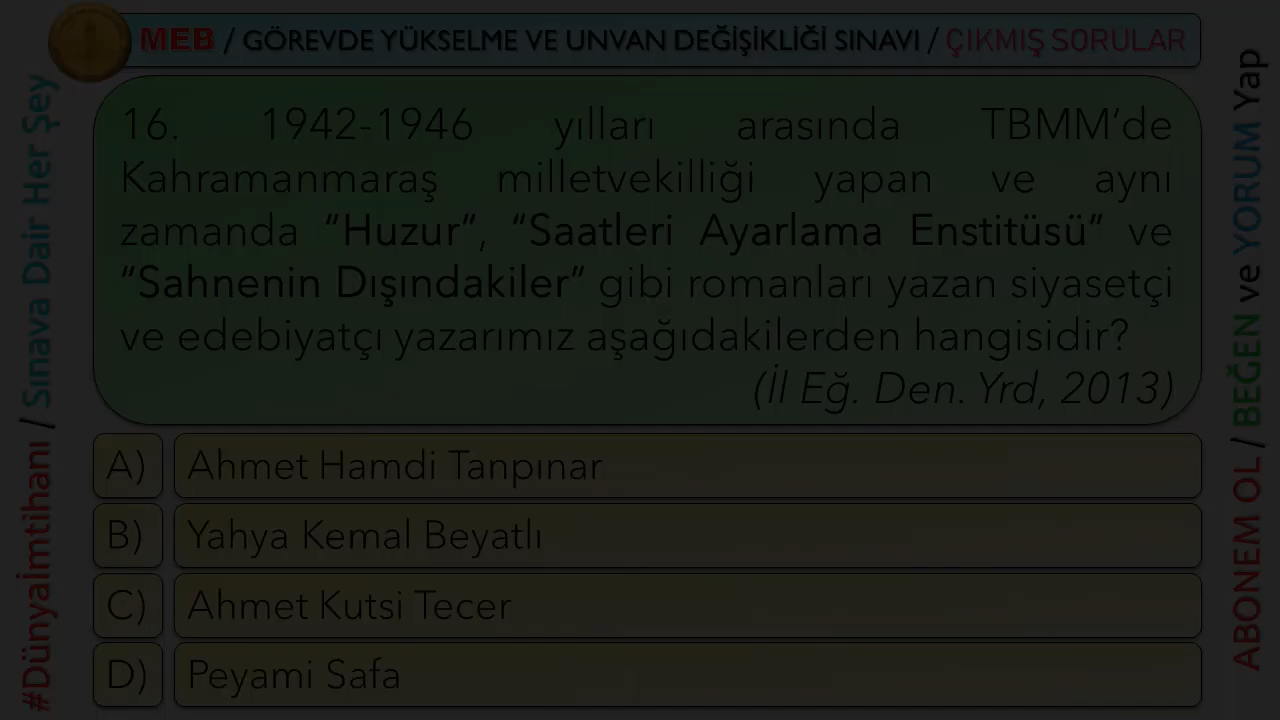 MEB / GÖREVDE YÜKSELME VE UNVAN DEĞİŞİKLİĞİ SINAVI / ÇIKMIŞ SORULAR
#Dünyaimtihanı / Sınava Dair Her Şey
16. 1942-1946 yılları arasında TBMM’de
Kahramanmaraş milletvekilliği yapan ve aynı
zamanda “Huzur”, “Saatleri Ayarlama Enstitüsü” ve
“Sahnenin Dışındakiler” gibi romanları yazan siyasetçi
ve edebiyatçı yazarımız aşağıdakilerden hangisidir?
(İl Eğ. Den. Yrd, 2013)
A) Ahmet Hamdi Tanpınar
B) Yahya Kemal Beyatlı
C) Ahmet Kutsi Tecer
D) Peyami Safa
ABONEM OL / BEĞEN ve YORUM Yap